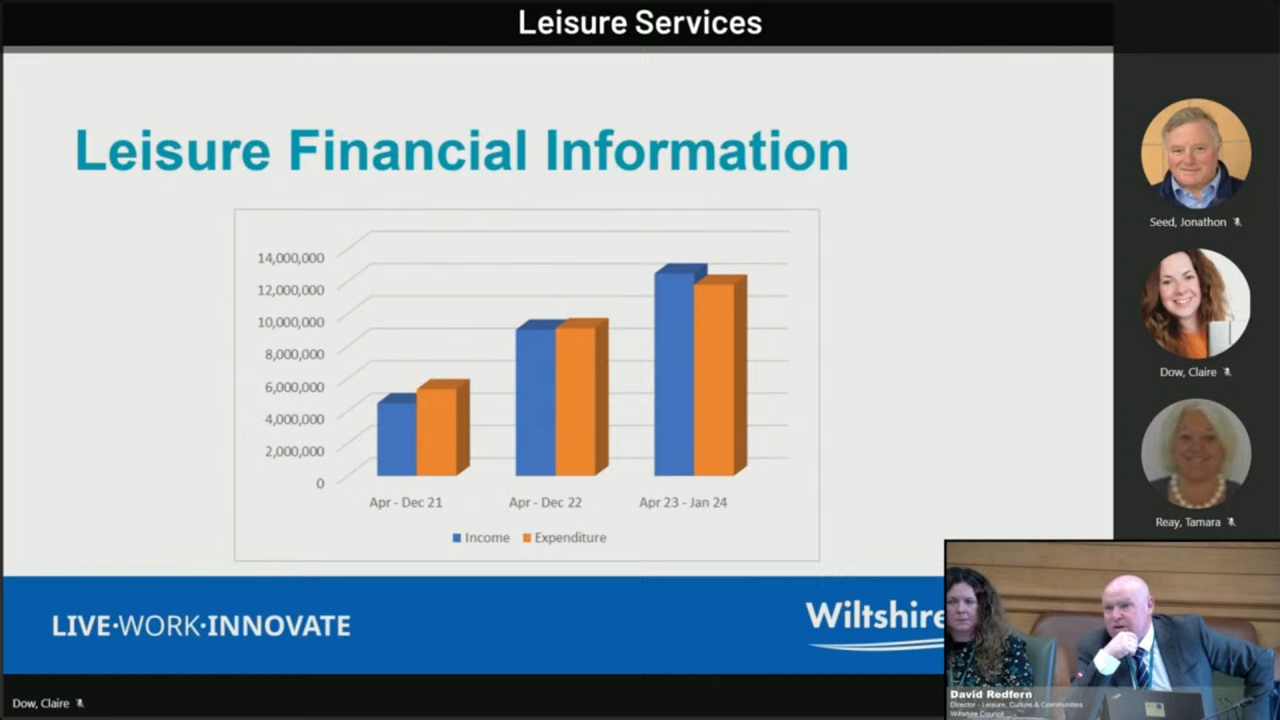 Leisure Services
Leisure Financial Information
14,000,000
12,000,000
10,000,000
8,000,000
6,000,000
4,000,000
2,000,000
0
Apr - Dec 21
Apr - Dec 22
Apr 23 - Jan 24
Income
Expenditure
LIVE·WORK·INNOVATE
Wiltshire
Seed, Jonathon
Dow, Claire
Reay, Tamara
David Redfern
Director - Leisure, Culture & Communities
Wiltshire Council
Dow, Claire